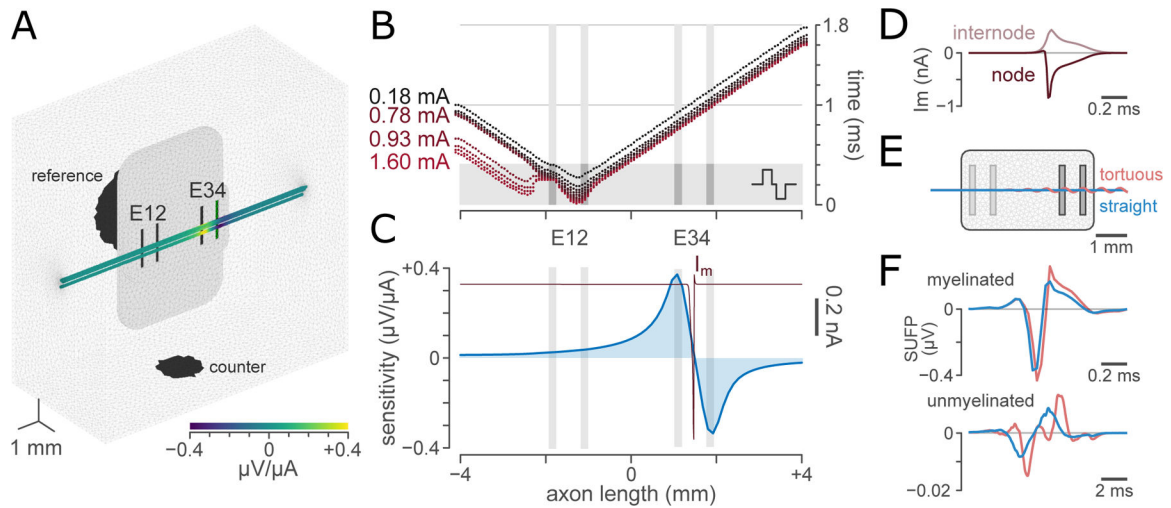 A
reference
E12
E34
counter
1 mm
−0.4
+0.4
µV/µA
B
0.18 mA
0.78 mA
0.93 mA
1.60 mA
1.8
1
0
time (ms)
E12
E34
C
+0.4
0
−0.4
sensitivity (µV/µA)
Im
0.2 nA
−4
0
+4
axon length (mm)
D
internode
node
0
−1
Im (nA)
0.2 ms
E
tortuous
straight
1 mm
F
myelinated
0
−0.4
SUFP
(µV)
0.2 ms
unmyelinated
0
−0.02
2 ms